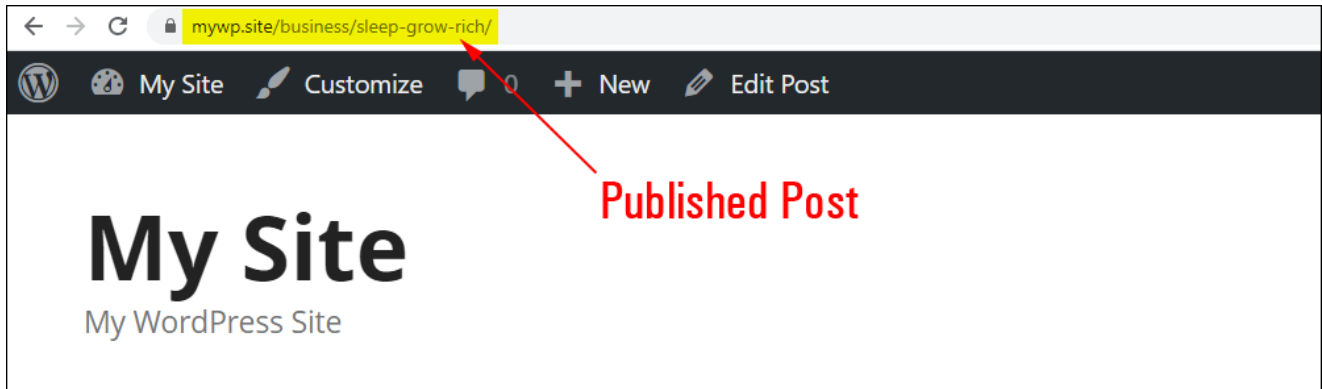 mywp.site/business/sleep-grow-rich/
My Site Customize 0 New Edit Post
Published Post
My Site
My WordPress Site